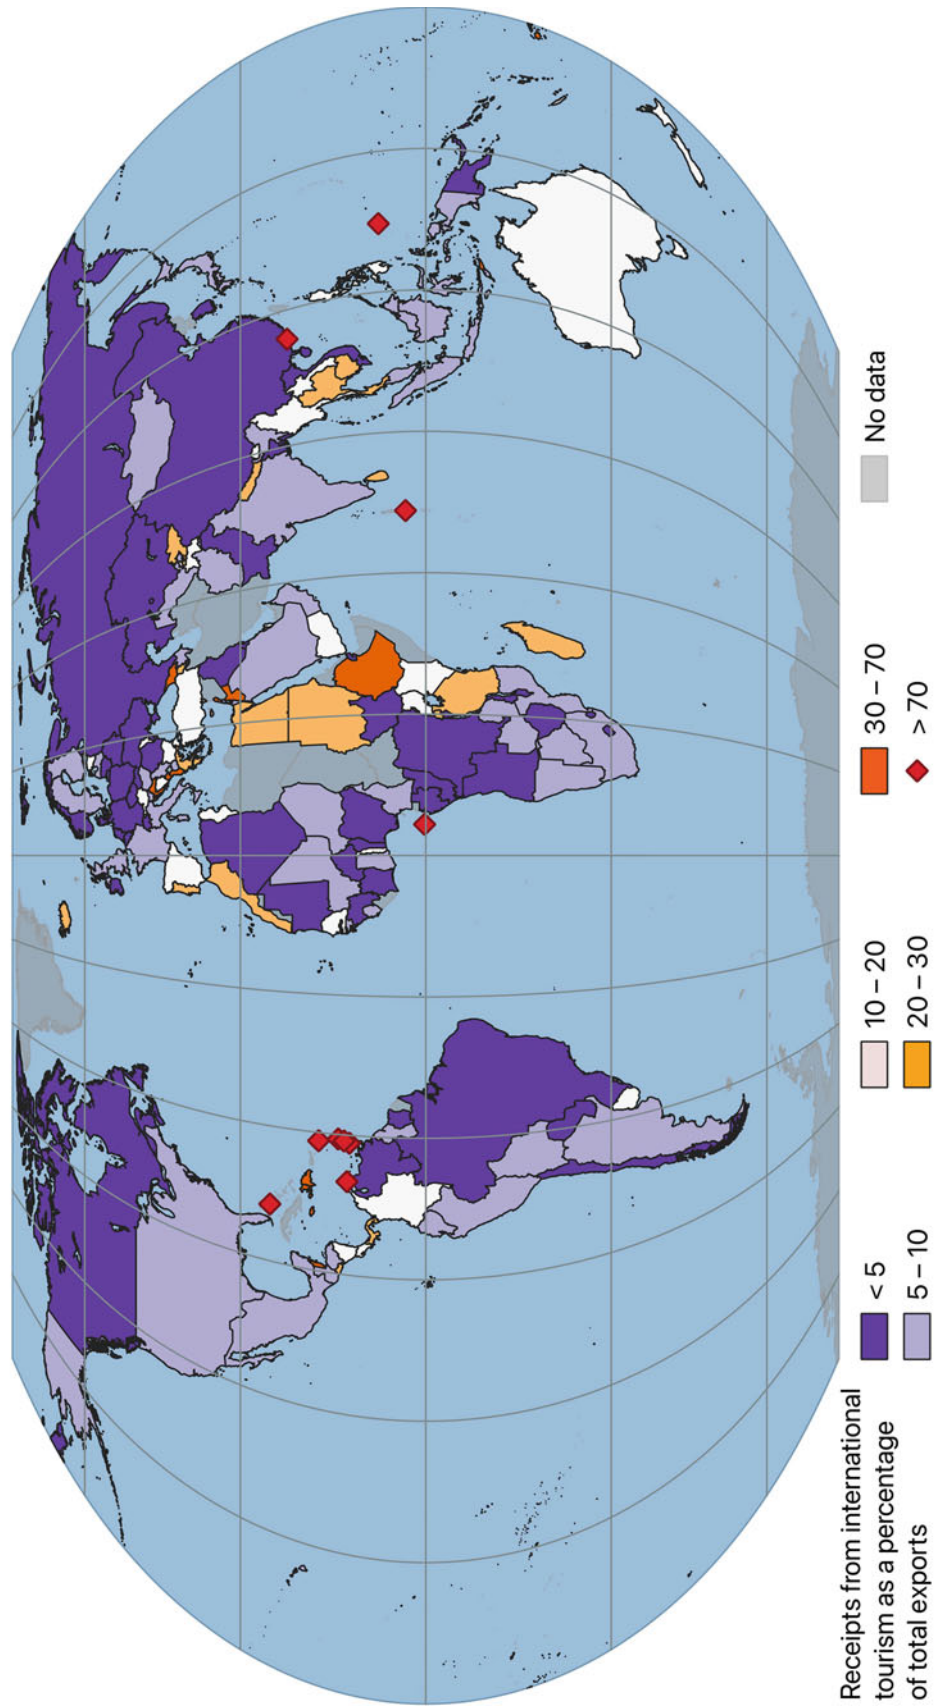 Receipts from international
tourism as a percentage
of total exports
< 5
5 – 10
10 – 20
20 – 30
30 – 70
> 70
No data